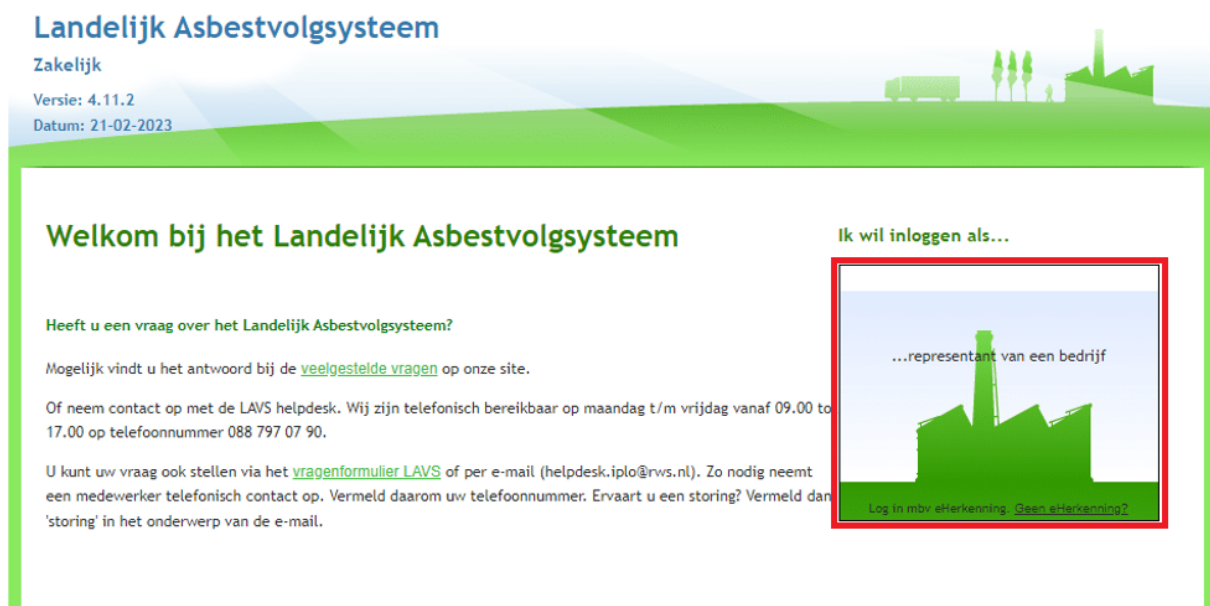 Landelijk Asbestvolgsysteem
Zakelijk
Versie: 4.11.2
Datum: 21-02-2023
Welkom bij het Landelijk Asbestvolgsysteem
Heeft u een vraag over het Landelijk Asbestvolgsysteem?
Mogelijk vindt u het antwoord bij de veelgestelde vragen op onze site.
Of neem contact op met de LAVS helpdesk. Wij zijn telefonisch bereikbaar op maandag t/m vrijdag vanaf 09.00 to
17.00 op telefoonnummer 088 797 07 90.
U kunt uw vraag ook stellen via het vragenformulier LAVS of per e-mail (helpdesk.iplo@rws.nl). Zo nodig neemt
een medewerker telefonisch contact op. Vermeld daarom uw telefoonnummer. Ervaart u een storing? Vermeld dan
'storing' in het onderwerp van de e-mail.
Ik wil inloggen als...
...representant van een bedrijf
Log in mbv eHerkenning. Geen eHerkenning?